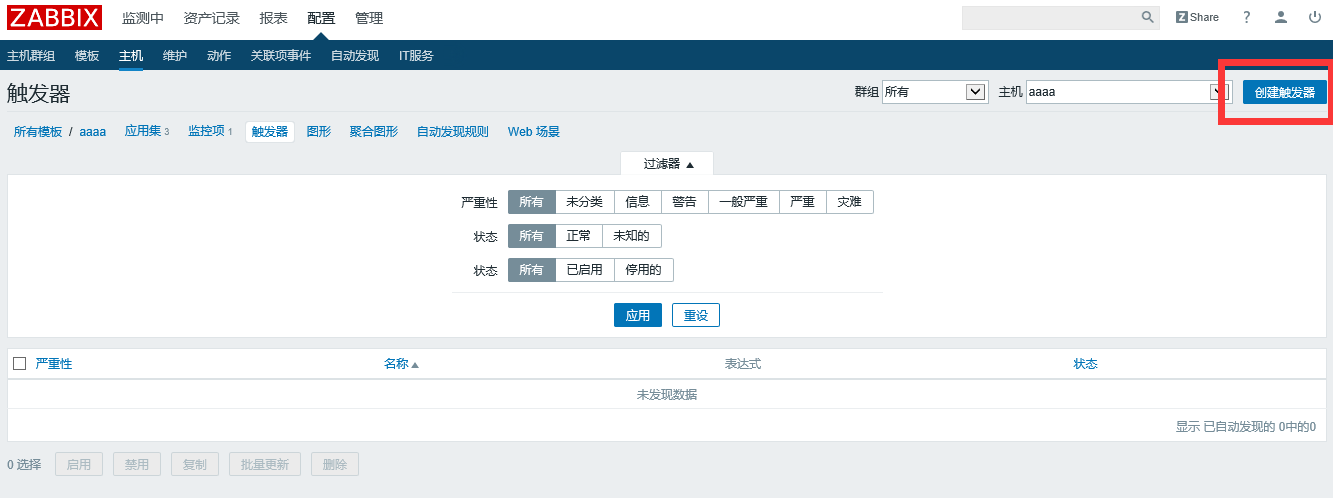 ZABBIX 监测中 资产记录 报表 配置 管理 Share ?
主机群组 模板 主机 维护 动作 关联项事件 自动发现 IT服务
触发器 群组 所有 主机 aaaa 创建触发器
所有模板 / aaaa 应用集 3 监控项 1 触发器 图形 聚合图形 自动发现规则 Web 场景
过滤器
严重性 所有 未分类 信息 警告 一般严重 严重 灾难
状态 所有 正常 未知的
状态 所有 已启用 停用的
应用 重设
严重性 名称 表达式 状态
未发现数据
显示 已自动发现的 0中的0
0 选择 启用 禁用 复制 批量更新 删除